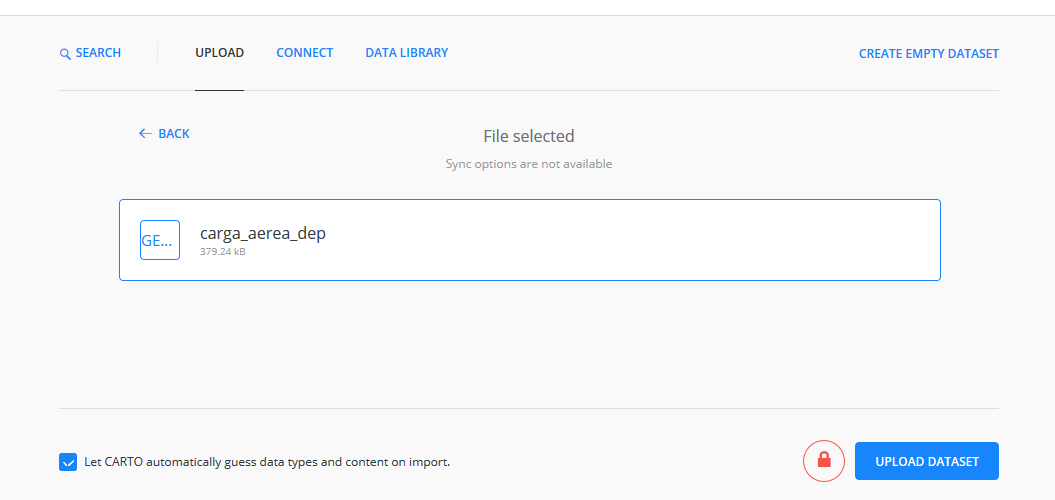 SEARCH UPLOAD CONNECT DATA LIBRARY CREATE EMPTY DATASET
BACK
File selected
Sync options are not available
GE...
carga_aerea_dep
379.24 kB
Let CARTO automatically guess data types and content on import.
UPLOAD DATASET